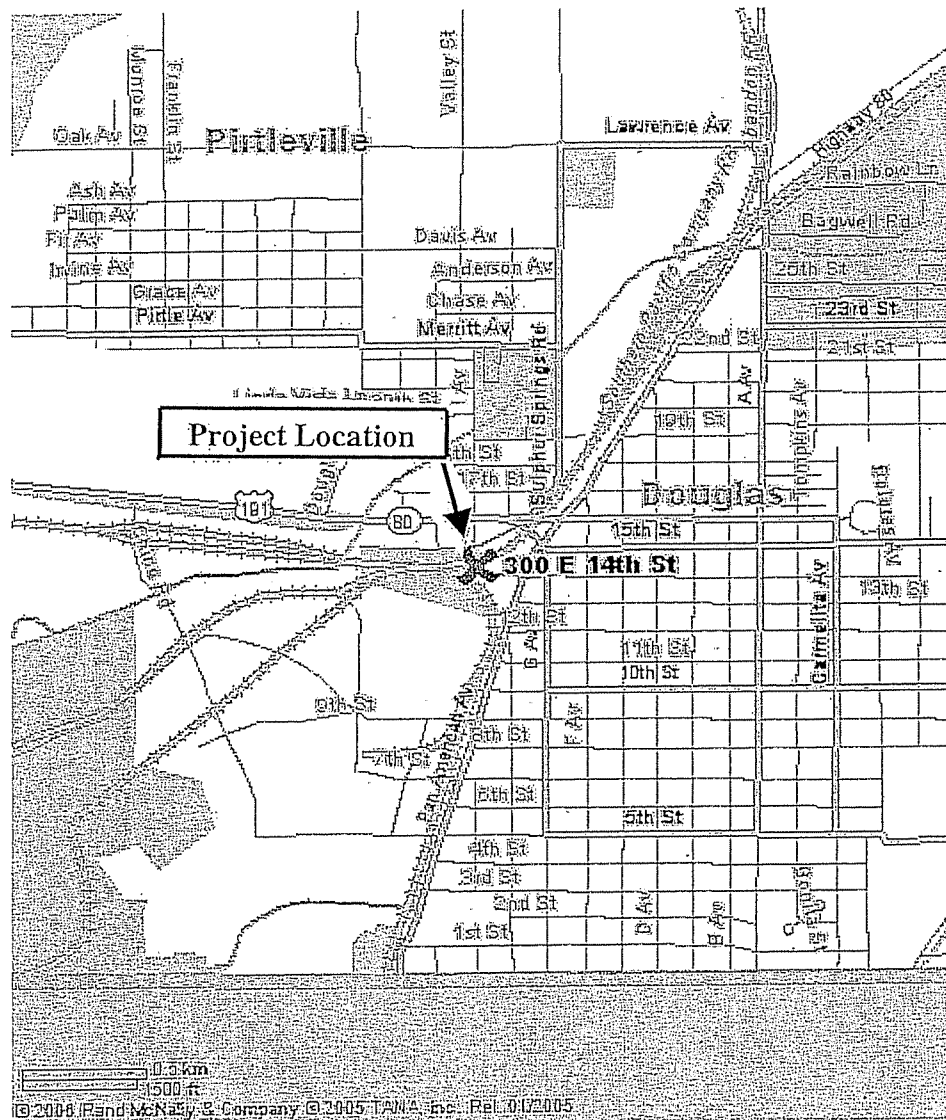 Monroe St
Franklin St
Valley St
Oak Av
Pirtleville
Lawrence Av
Highway 80
Rainbow Ln
Ash Av
Palm Av
Bagwell Rd
Fir Av
Davis Av
Irvine Av
Anderson Av
25th St
Grace Av
Chase Av
23rd St
Pirtle Av
Merritt Av
22nd St
21st St
Sulphur Springs Rd
A Av
19th St
Tompkins Av
Project Location
17th St
Douglas
191
80
15th St
300 E 14th St
13th St
12th St
G Av
11th St
10th St
Carmelita Av
9th St
F Av
8th St
7th St
Pan American Av
6th St
5th St
4th St
3rd St
2nd St
1st St
D Av
B Av
0.5 km
1500 ft
© 2006 Rand McNally & Company © 2005 TANA, Inc. Rel. 01/2005